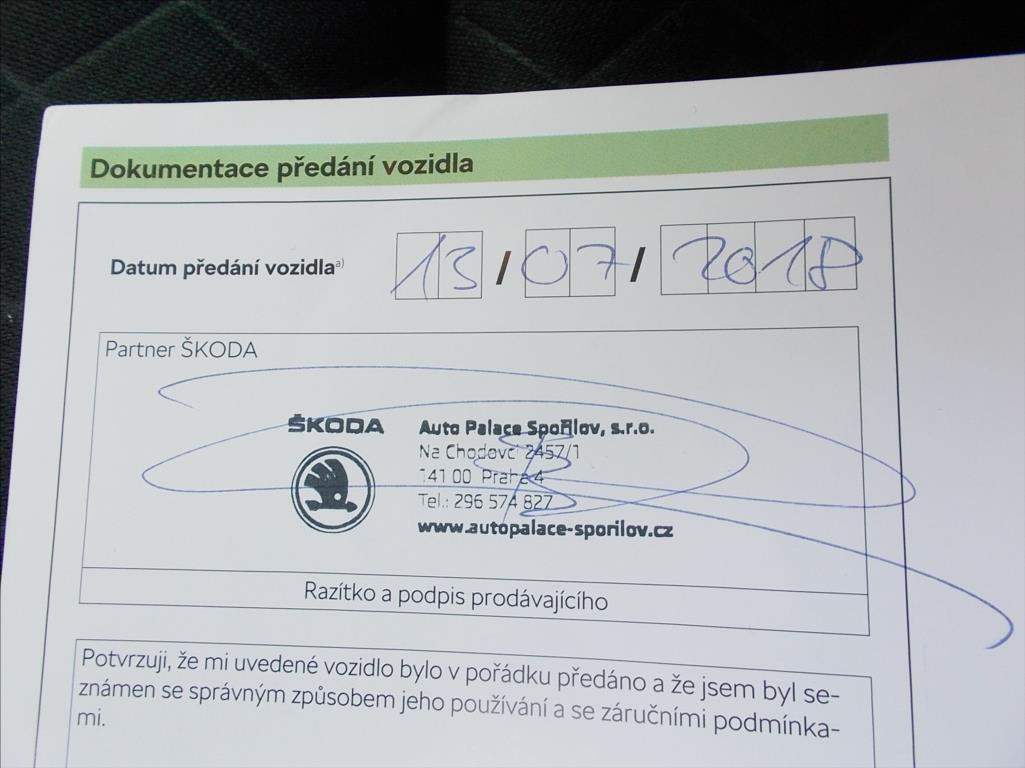 Dokumentace předání vozidla
Datum předání vozidla a) 13 / 07 / 2018
Partner ŠKODA
ŠKODA
Auto Palace Spořilov, s.r.o.
Na Chodovci 2457/1
141 00 Praha 4
Tel.: 296 574 827
www.autopalace-sporilov.cz
Razítko a podpis prodávajícího
Potvrzuji, že mi uvedené vozidlo bylo v pořádku předáno a že jsem byl se-
známen se správným způsobem jeho používání a se záručními podmínka-
mi.